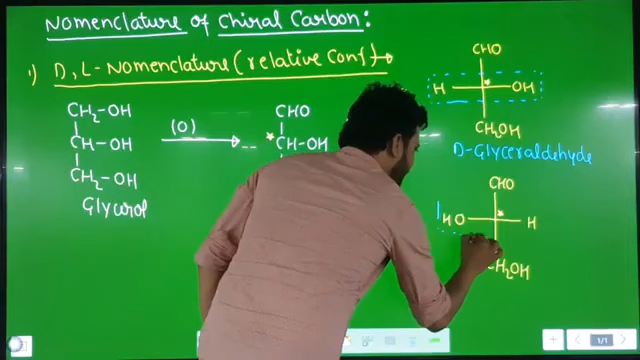 Nomenclature of Chiral Carbon:
1) D, L-Nomenclature (relative Conf)
CH₂-OH
CH-OH
CH₂-OH
Glycerol
(O)
CHO
CH-OH
CHO
H OH
CH₂OH
D-Glyceraldehyde
CHO
HO H
H₂OH
1/1